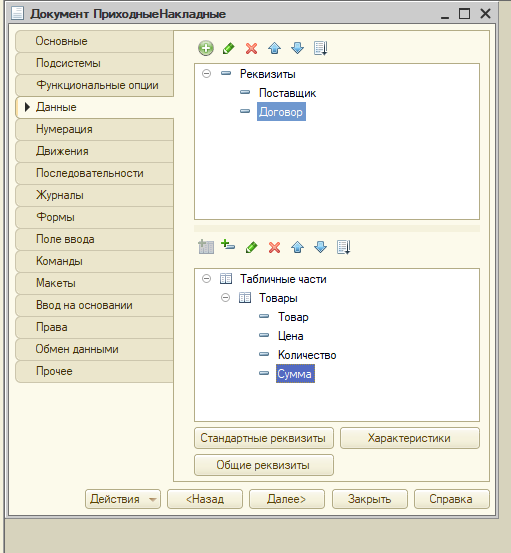 Документ ПриходныеНакладные
Основные
Подсистемы
Функциональные опции
Данные
Нумерация
Движения
Последовательности
Журналы
Формы
Поле ввода
Команды
Макеты
Ввод на основании
Права
Обмен данными
Прочее
Реквизиты
Поставщик
Договор
Табличные части
Товары
Товар
Цена
Количество
Сумма
Стандартные реквизиты
Характеристики
Общие реквизиты
Действия
<Назад
Далее>
Закрыть
Справка